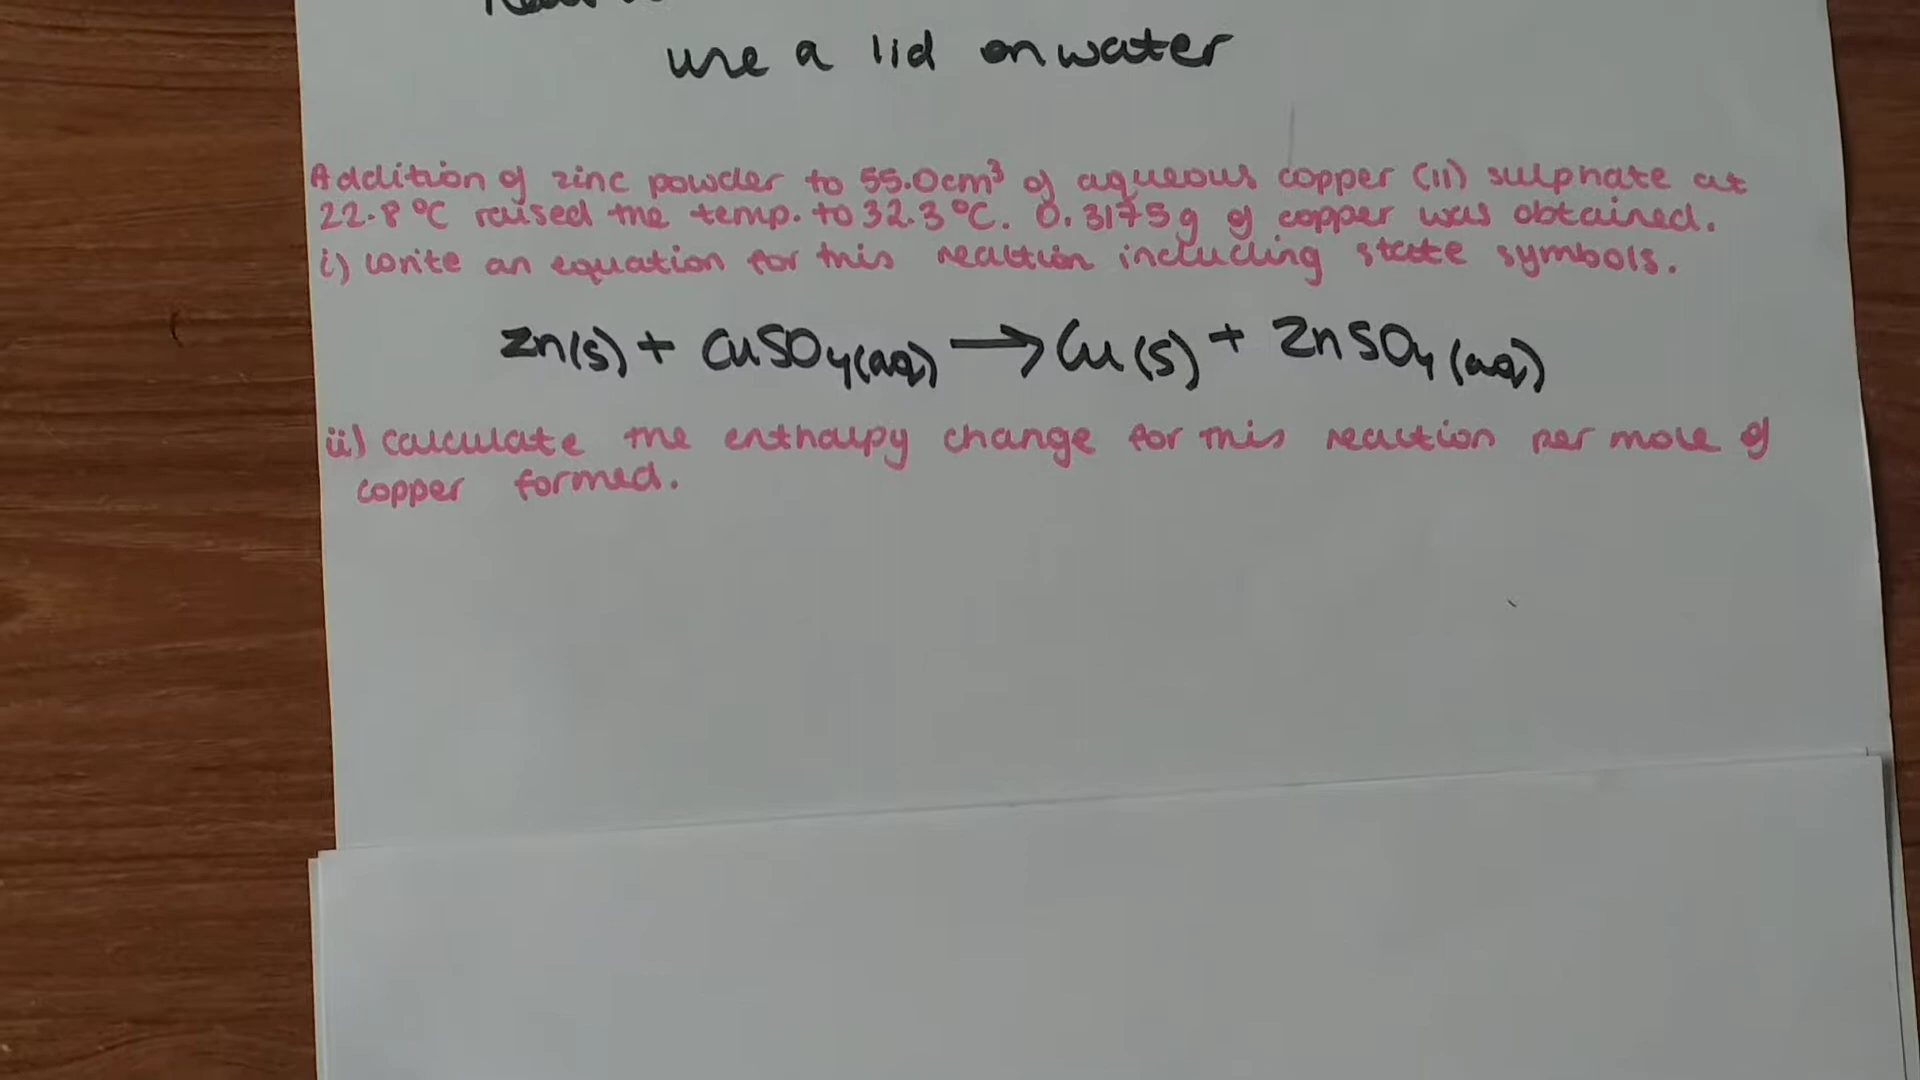 use a lid on water
Addition of zinc powder to 55.0cm³ of aqueous copper (II) sulphate at
22.8°C raised the temp. to 32.3°C. 0.3175g of copper was obtained.
i) write an equation for this reaction including state symbols.
Zn(s) + CuSO₄(aq) → Cu(s) + ZnSO₄(aq)
ii) calculate the enthalpy change for this reaction per mole of
copper formed.